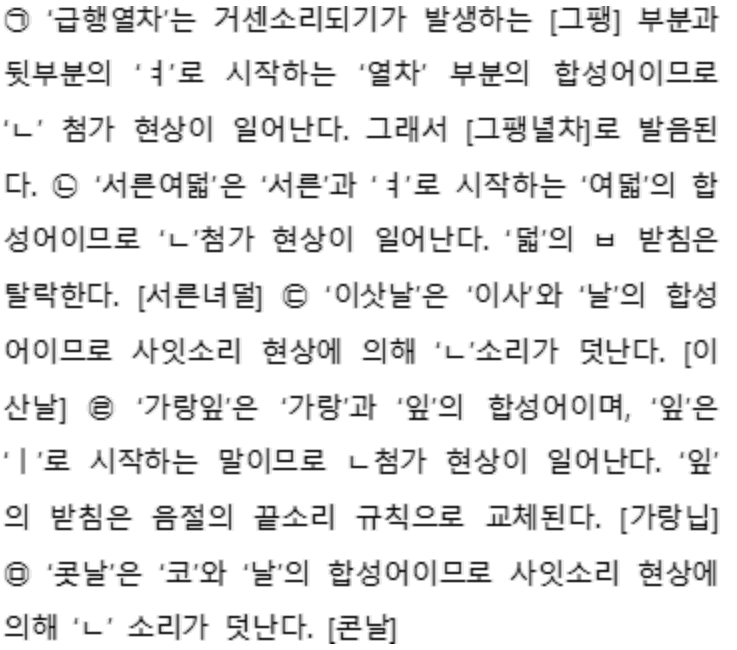 ㉠ '급행열차'는 거센소리되기가 발생하는 [그팽] 부분과
뒷부분의 'ㅕ'로 시작하는 '열차' 부분의 합성어이므로
'ㄴ' 첨가 현상이 일어난다. 그래서 [그팽녈차]로 발음된
다. ㉡ '서른여덟'은 '서른'과 'ㅕ'로 시작하는 '여덟'의 합
성어이므로 'ㄴ'첨가 현상이 일어난다. '덟'의 ㅂ 받침은
탈락한다. [서른녀덜] ㉢ '이삿날'은 '이사'와 '날'의 합성
어이므로 사잇소리 현상에 의해 'ㄴ'소리가 덧난다. [이
산날] ㉣ '가랑잎'은 '가랑'과 '잎'의 합성어이며, '잎'은
'ㅣ'로 시작하는 말이므로 ㄴ첨가 현상이 일어난다. '잎'
의 받침은 음절의 끝소리 규칙으로 교체된다. [가랑닙]
㉤ '콧날'은 '코'와 '날'의 합성어이므로 사잇소리 현상에
의해 'ㄴ' 소리가 덧난다. [콘날]